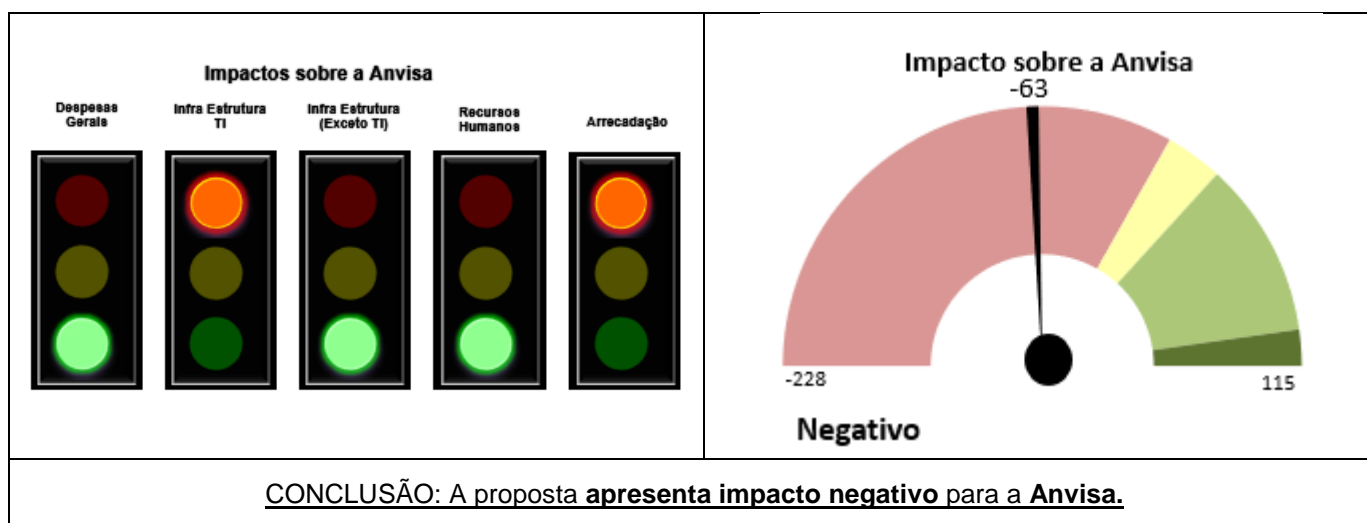 Impactos sobre a Anvisa
Despesas
Gerais
Infra Estrutura
TI
Infra Estrutura
(Exceto TI)
Recursos
Humanos
Arrecadação
Impacto sobre a Anvisa
-63
-228
115
Negativo
CONCLUSÃO: A proposta apresenta impacto negativo para a Anvisa.